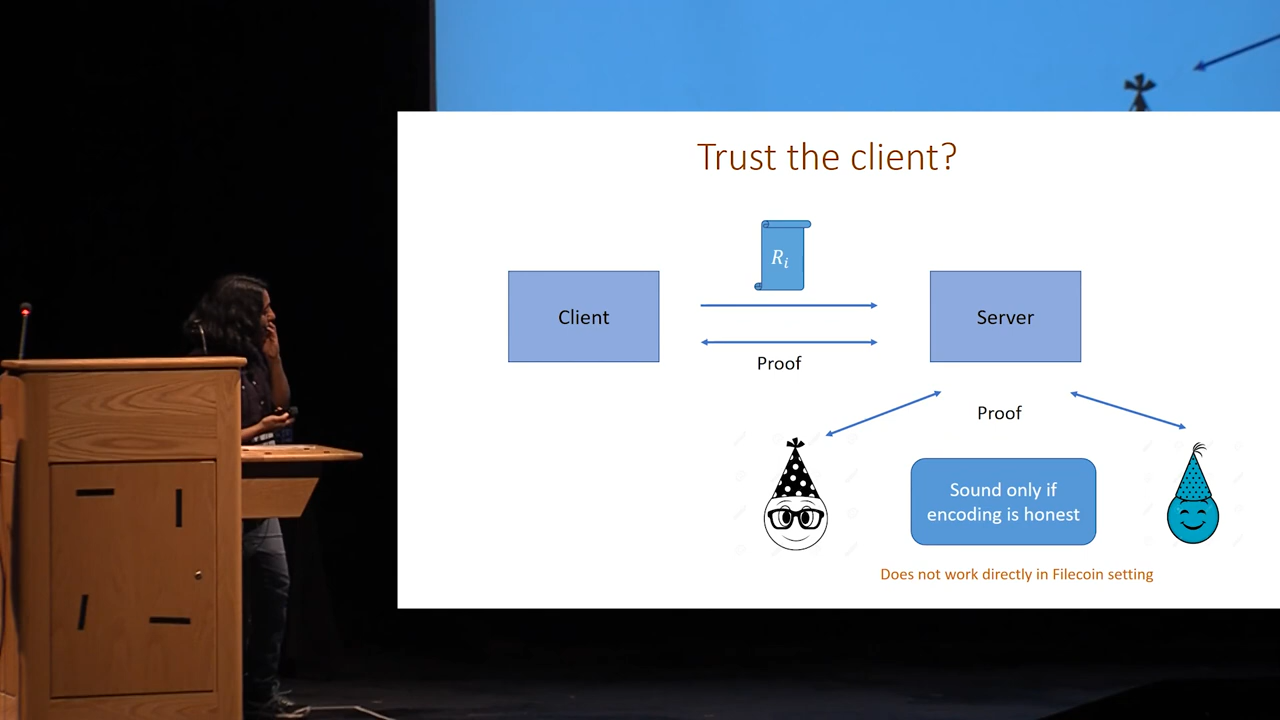 Trust the client?
R_i
Client
Server
Proof
Proof
Sound only if
encoding is honest
Does not work directly in Filecoin setting